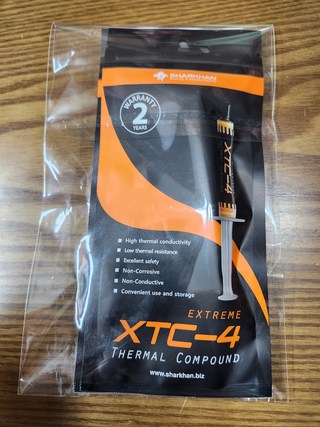 SHARKHAN
WARRANTY
2
YEARS
XTC-4
High thermal conductivity
Low thermal resistance
Excellent safety
Non-Corrosive
Non-Conductive
Convenient use and storage
EXTREME
XTC-4
THERMAL COMPOUND
www.sharkhan.biz